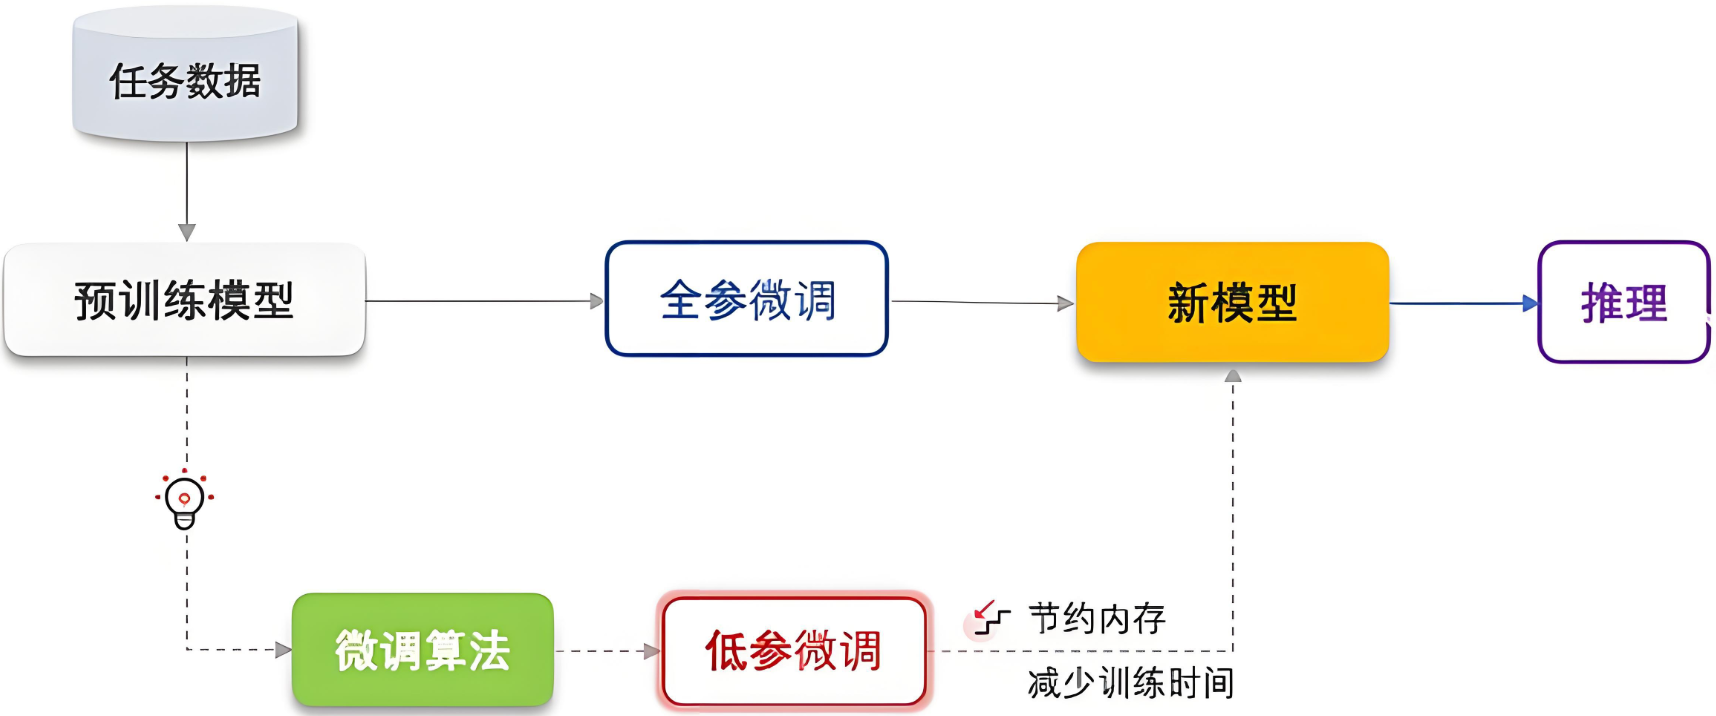 任务数据
预训练模型
全参微调
新模型
推理
微调算法
低参微调
节约内存
减少训练时间